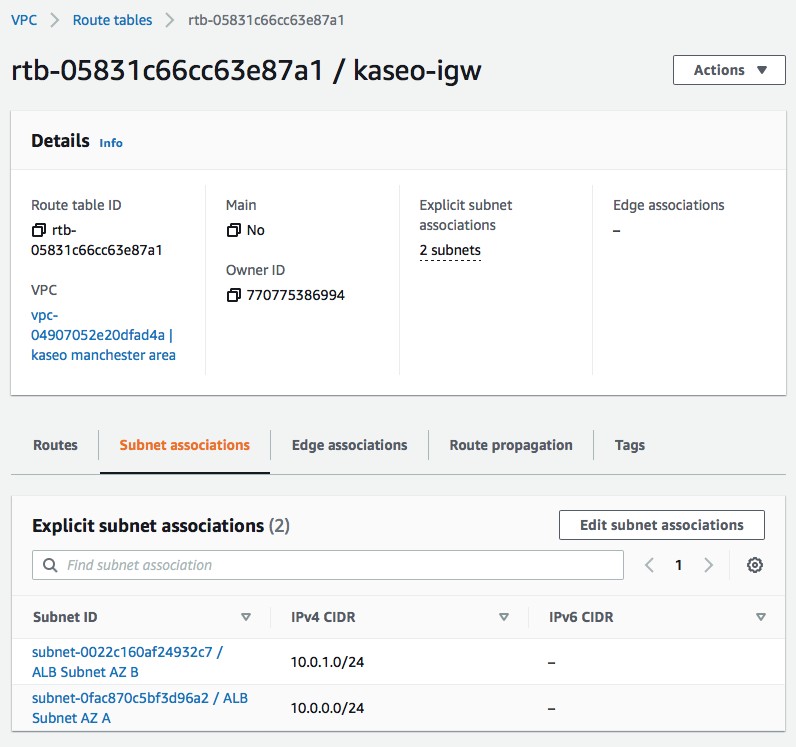 VPC > Route tables > rtb-05831c66cc63e87a1
rtb-05831c66cc63e87a1 / kaseo-igw
Actions
Details Info
Route table ID
rtb-
05831c66cc63e87a1
VPC
vpc-
04907052e20dfad4a |
kaseo manchester area
Main
No
Owner ID
770775386994
Explicit subnet
associations
2 subnets
Edge associations
–
Routes
Subnet associations
Edge associations
Route propagation
Tags
Explicit subnet associations (2)
Edit subnet associations
Find subnet association
1
Subnet ID
IPv4 CIDR
IPv6 CIDR
subnet-0022c160af24932c7 /
ALB Subnet AZ B
10.0.1.0/24
–
subnet-0fac870c5bf3d96a2 / ALB
Subnet AZ A
10.0.0.0/24
–